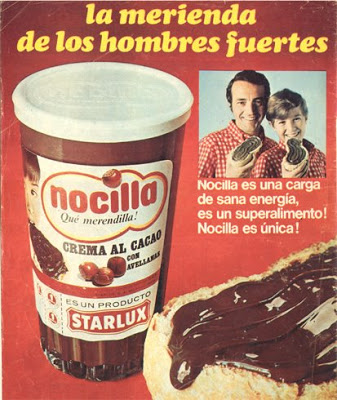 la merienda
de los hombres fuertes
Nocilla es una carga
de sana energía,
es un superalimento!
Nocilla es única!
nocilla
Qué merendilla!
CREMA AL CACAO
CON
AVELLANAS
ES UN PRODUCTO
STARLUX